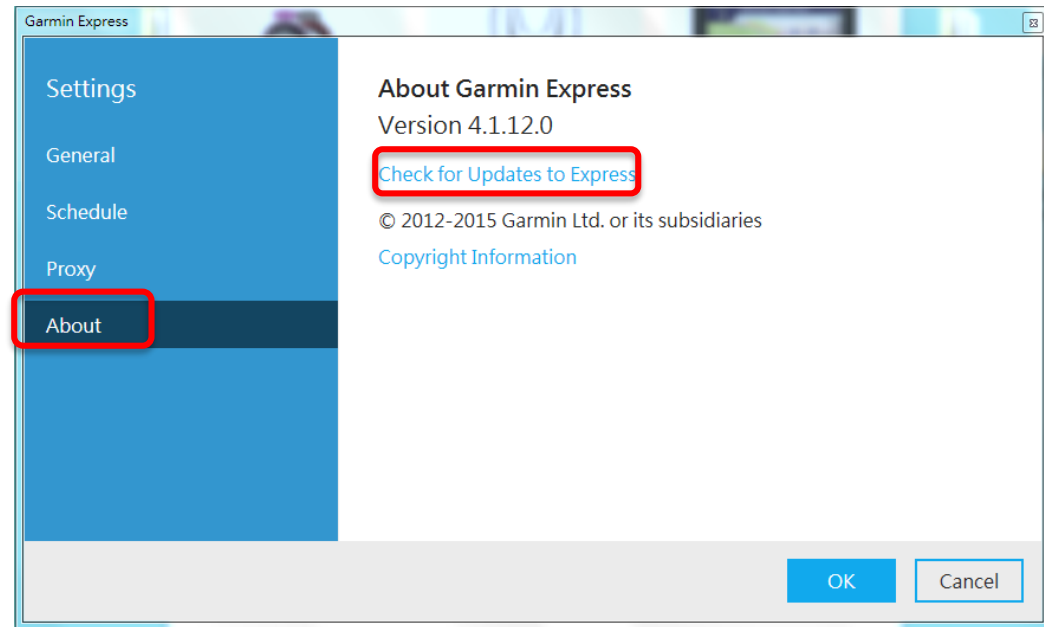 Garmin Express
Settings
General
Schedule
Proxy
About
About Garmin Express
Version 4.1.12.0
Check for Updates to Express
© 2012-2015 Garmin Ltd. or its subsidiaries
Copyright Information
OK
Cancel